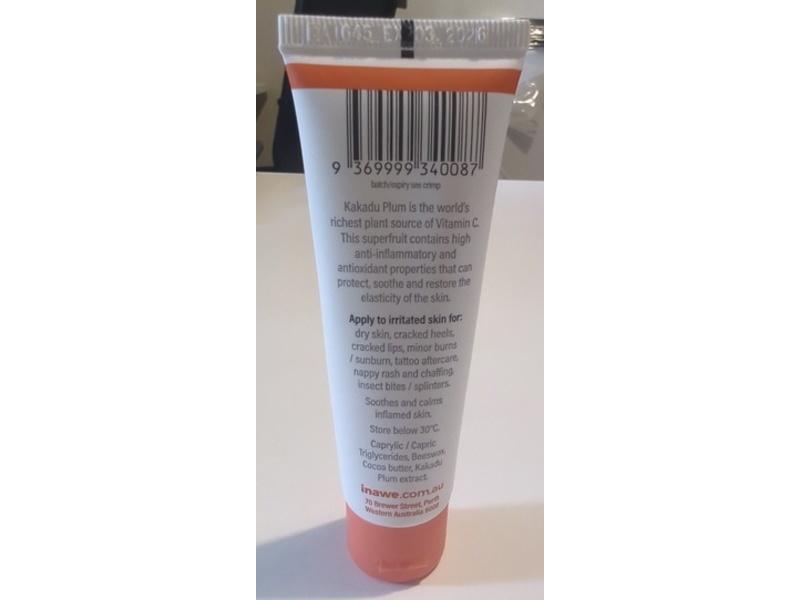 1045 EX 03 2026
9 369999 340087
batch/expiry see crimp
Kakadu Plum is the world's
richest plant source of Vitamin C.
This superfruit contains high
anti-inflammatory and
antioxidant properties that can
protect, soothe and restore the
elasticity of the skin.
Apply to irritated skin for:
dry skin, cracked heels,
cracked lips, minor burns
/ sunburn, tattoo aftercare,
nappy rash and chaffing,
insect bites / splinters.
Soothes and calms
inflamed skin.
Store below 30°C.
Caprylic / Capric
Triglycerides, Beeswax,
Cocoa butter, Kakadu
Plum extract.
inawe.com.au
70 Brewer Street, Perth
Western Australia 6000